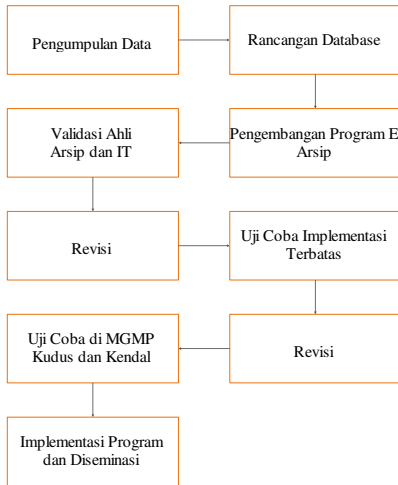 Pengumpulan Data
Rancangan Database
Pengembangan Program E
Arsip
Validasi Ahli
Arsip dan IT
Revisi
Uji Coba Implementasi
Terbatas
Revisi
Uji Coba di MGMP
Kudus dan Kendal
Implementasi Program
dan Diseminasi